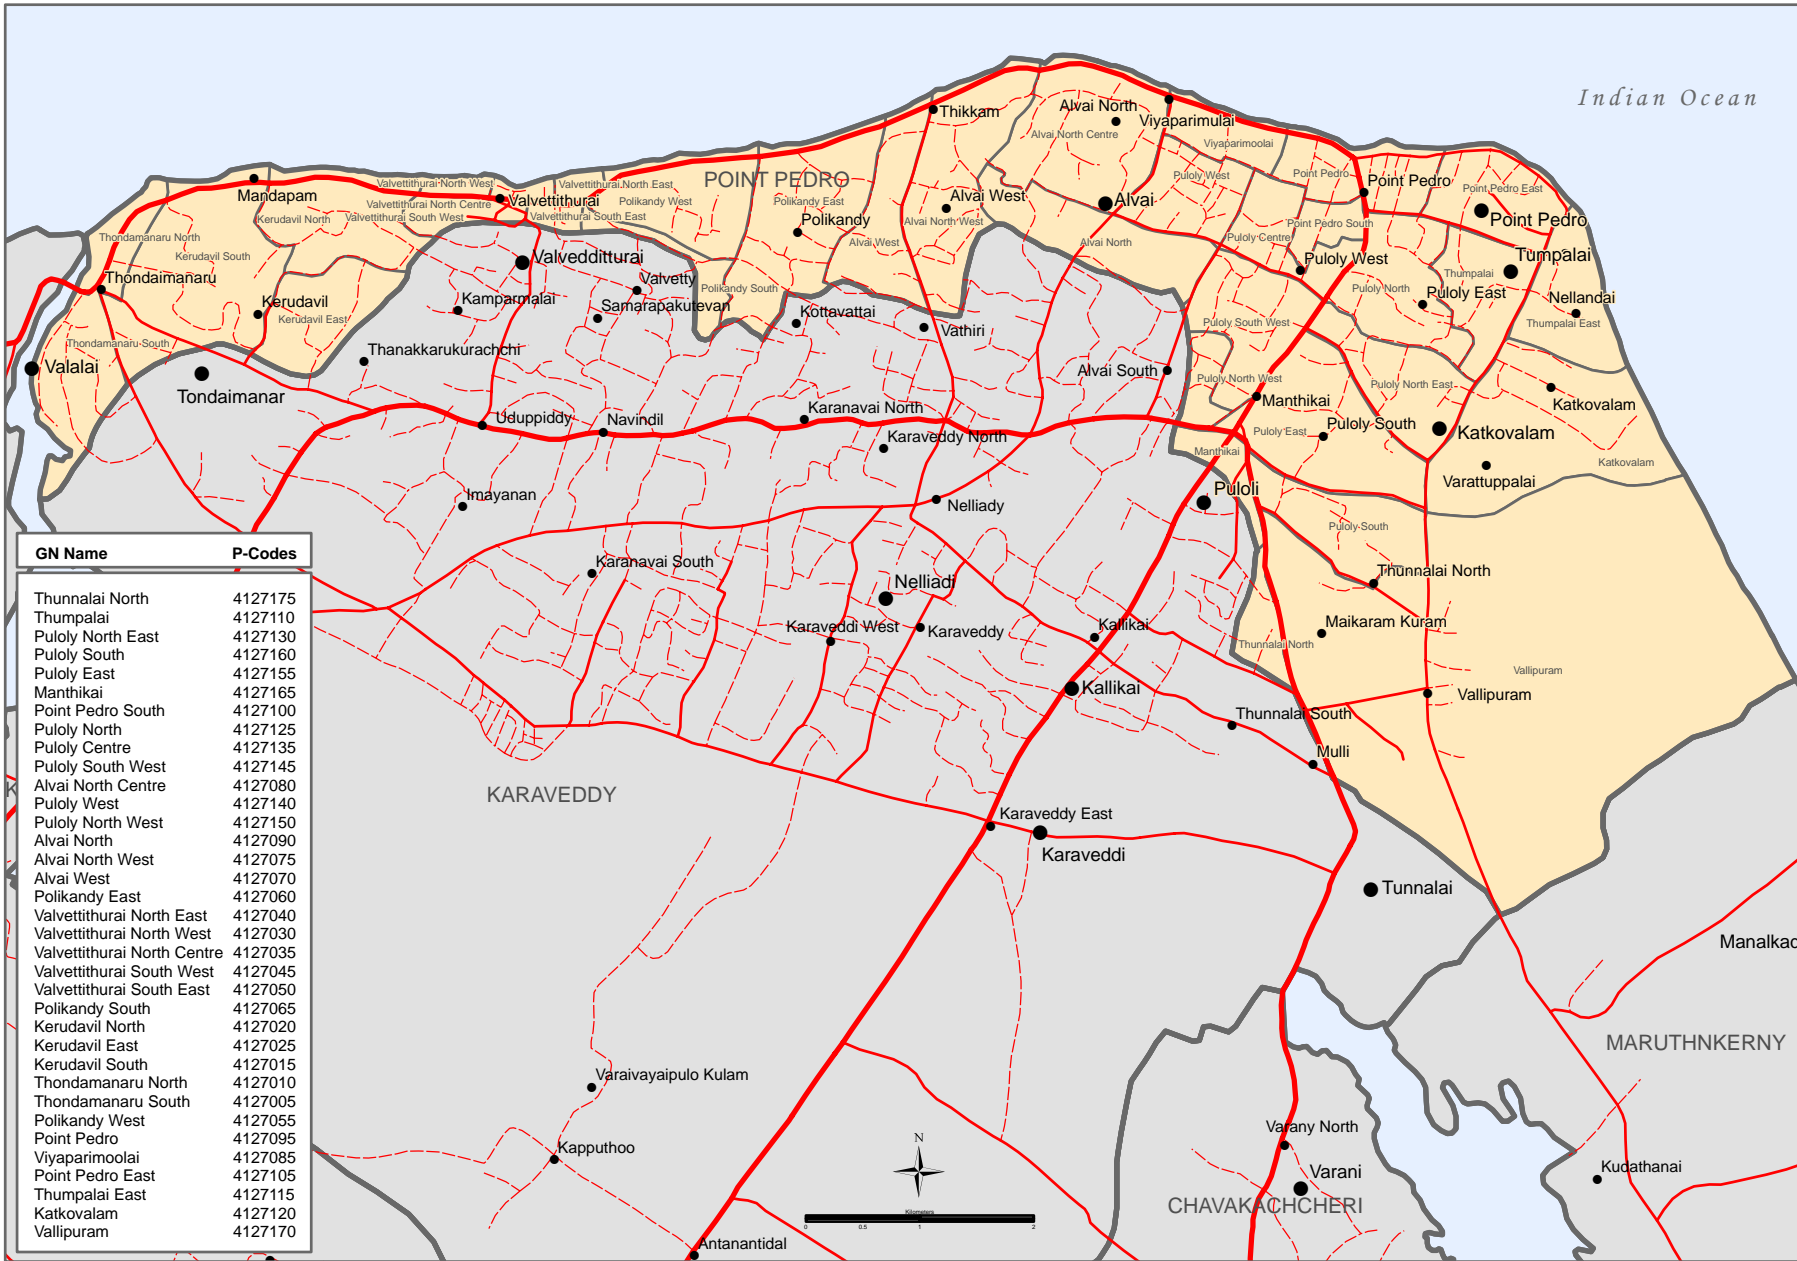 Indian Ocean
Thikkam
Alvai North
Viyaparimulai
Alvai North Centre
Viyaparimoolai
Mandapam
Valvettithurai North West
Valvettithurai North East
POINT PEDRO
Puloly West
Point Pedro
Point Pedro
Point Pedro East
Valvettithurai North Centre
Valvettithurai
Polikandy West
Polikandy East
Alvai West
Alvai
Point Pedro
Kerudavil North
Valvettithurai South West
Valvettithurai South East
Polikandy
Alvai North West
Point Pedro South
Thondamanaru North
Kerudavil South
Alvai West
Alvai North
Puloly Centre
Puloly West
Tumpalai
Valvedditturai
Thondaimanaru
Valvetty
Polikandy South
Thumpalai
Puloly North
Puloly East
Nellandai
Kerudavil
Kamparmalai
Samarapakutevan
Kottavattai
Vathiri
Kerudavil East
Puloly South West
Thumpalai East
Thondamanaru South
Thanakkarukurachchi
Valalai
Alvai South
Puloly North West
Puloly North East
Tondaimanar
Manthikai
Katkovalam
Uduppiddy
Navindil
Karanavai North
Karaveddy North
Puloly East
Puloly South
Katkovalam
Manthikai
Katkovalam
Varattuppalai
Imayanan
Nelliady
Puloli
Puloly South
Karanavai South
Nelliadi
Thunnalai North
Karaveddi West
Karaveddy
Kallikai
Maikaram Kuram
Thunnalai North
Vallipuram
Kallikai
Vallipuram
Thunnalai South
Mulli
KARAVEDDY
K
Karaveddy East
Karaveddi
Tunnalai
Manalkad
MARUTHNKERNY
Varaivayaipulo Kulam
Kapputhoo
Varany North
Varani
Kudathanai
CHAVAKACHCHERI
Antanantidal
N
Kilometers
0 0.5 1 2
GN Name P-Codes
Thunnalai North 4127175
Thumpalai 4127110
Puloly North East 4127130
Puloly South 4127160
Puloly East 4127155
Manthikai 4127165
Point Pedro South 4127100
Puloly North 4127125
Puloly Centre 4127135
Puloly South West 4127145
Alvai North Centre 4127080
Puloly West 4127140
Puloly North West 4127150
Alvai North 4127090
Alvai North West 4127075
Alvai West 4127070
Polikandy East 4127060
Valvettithurai North East 4127040
Valvettithurai North West 4127030
Valvettithurai North Centre 4127035
Valvettithurai South West 4127045
Valvettithurai South East 4127050
Polikandy South 4127065
Kerudavil North 4127020
Kerudavil East 4127025
Kerudavil South 4127015
Thondamanaru North 4127010
Thondamanaru South 4127005
Polikandy West 4127055
Point Pedro 4127095
Viyaparimoolai 4127085
Point Pedro East 4127105
Thumpalai East 4127115
Katkovalam 4127120
Vallipuram 4127170